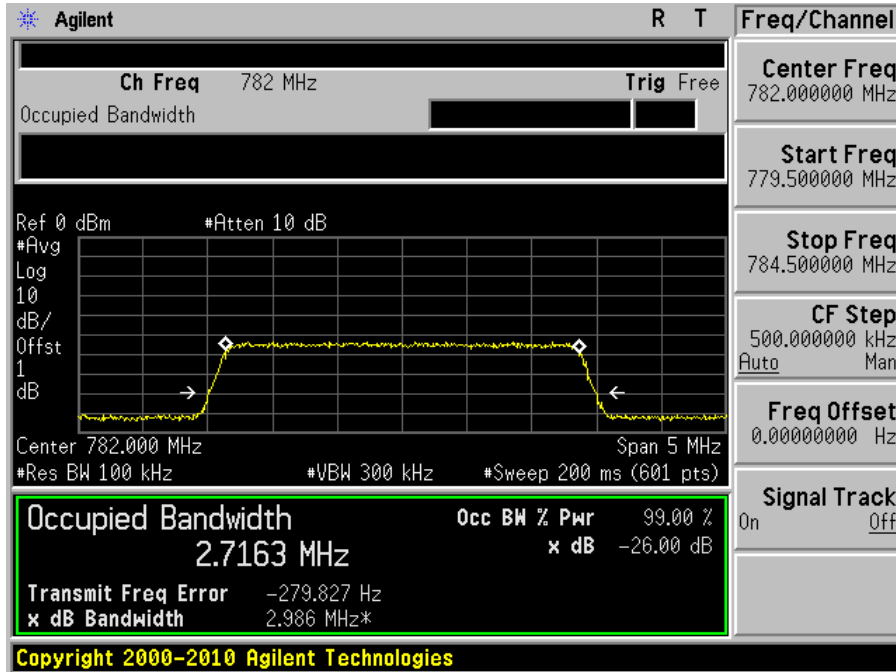 Agilent R T
Freq/Channel
Ch Freq 782 MHz Trig Free
Occupied Bandwidth
Center Freq
782.000000 MHz
Start Freq
779.500000 MHz
Stop Freq
784.500000 MHz
CF Step
500.000000 kHz
Auto Man
Freq Offset
0.00000000 Hz
Signal Track
On Off
Ref 0 dBm #Atten 10 dB
#Avg
Log
10
dB/
Offst
1
dB
Center 782.000 MHz Span 5 MHz
#Res BW 100 kHz #VBW 300 kHz #Sweep 200 ms (601 pts)
Occupied Bandwidth Occ BW % Pwr 99.00 %
2.7163 MHz x dB -26.00 dB
Transmit Freq Error -279.827 Hz
x dB Bandwidth 2.986 MHz*
Copyright 2000-2010 Agilent Technologies